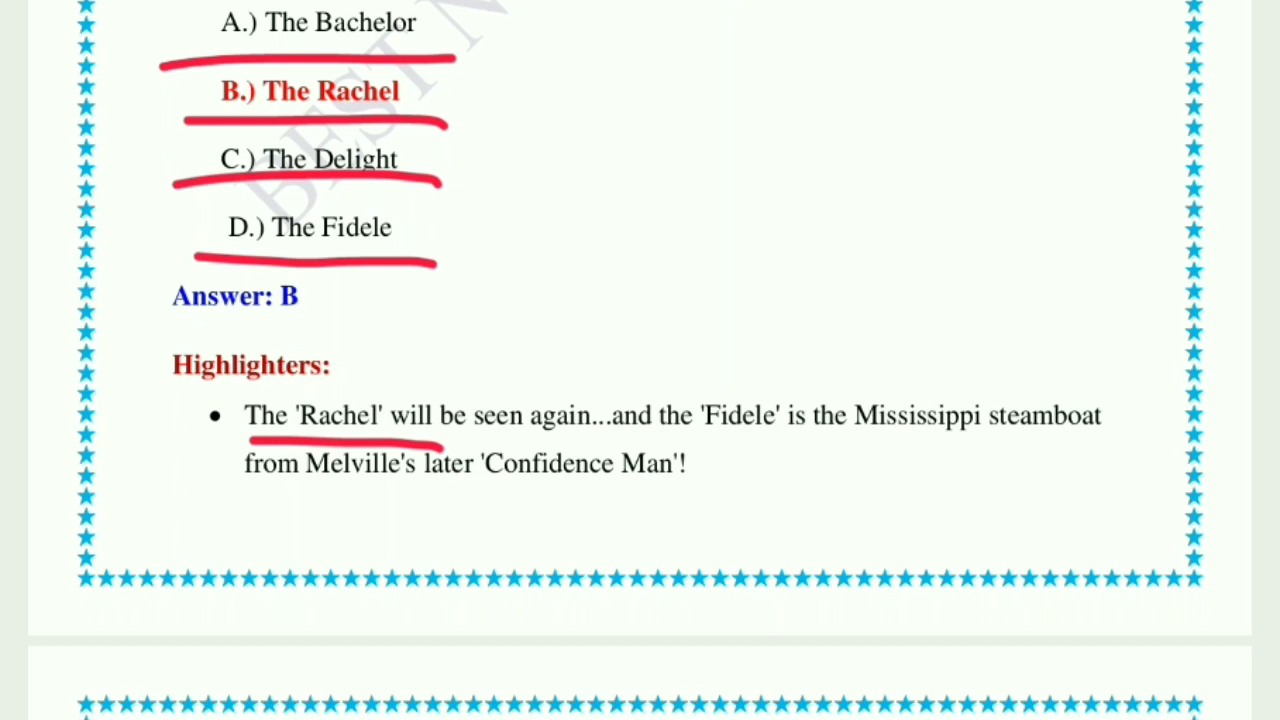 A.) The Bachelor
B.) The Rachel
C.) The Delight
D.) The Fidele
Answer: B
Highlighters:
• The 'Rachel' will be seen again...and the 'Fidele' is the Mississippi steamboat
from Melville's later 'Confidence Man'!
BEST N